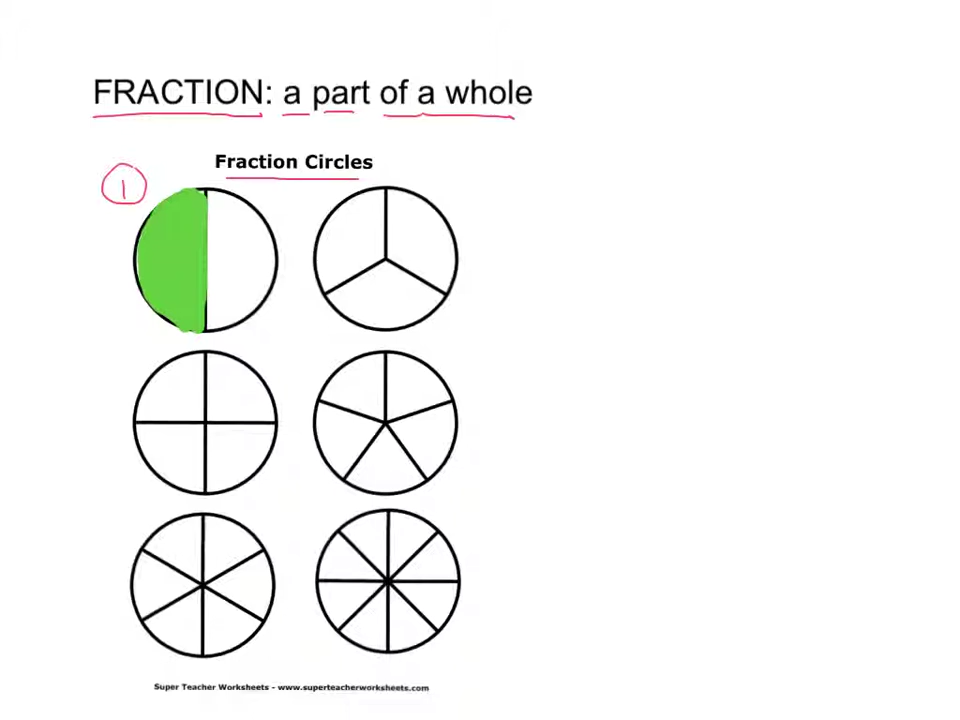 FRACTION: a part of a whole
Fraction Circles
1
Super Teacher Worksheets - www.superteacherworksheets.com